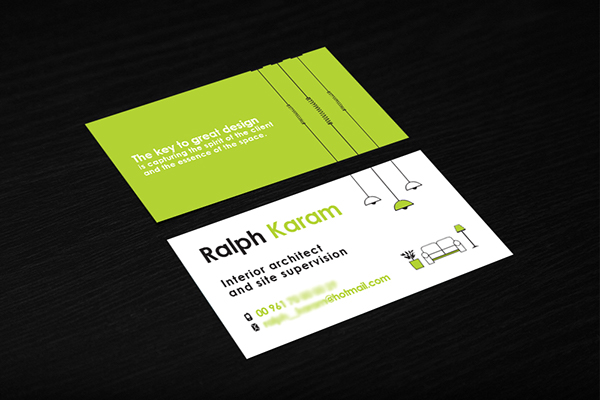 The key to great design
is capturing the spirit of the client
and the essence of the space.
Ralph Karam
Interior architect
and site supervision
00 961
@hotmail.com